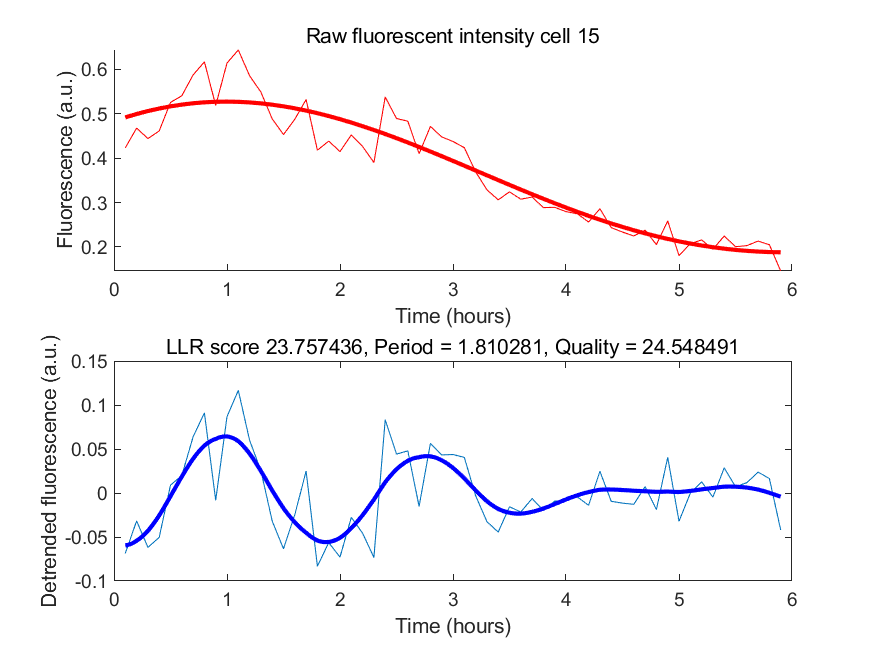 Raw fluorescent intensity cell 15
Fluorescence (a.u.)
0.6
0.5
0.4
0.3
0.2
0 1 2 3 4 5 6
Time (hours)
LLR score 23.757436, Period = 1.810281, Quality = 24.548491
Detrended fluorescence (a.u.)
0.15
0.1
0.05
0
-0.05
-0.1
0 1 2 3 4 5 6
Time (hours)